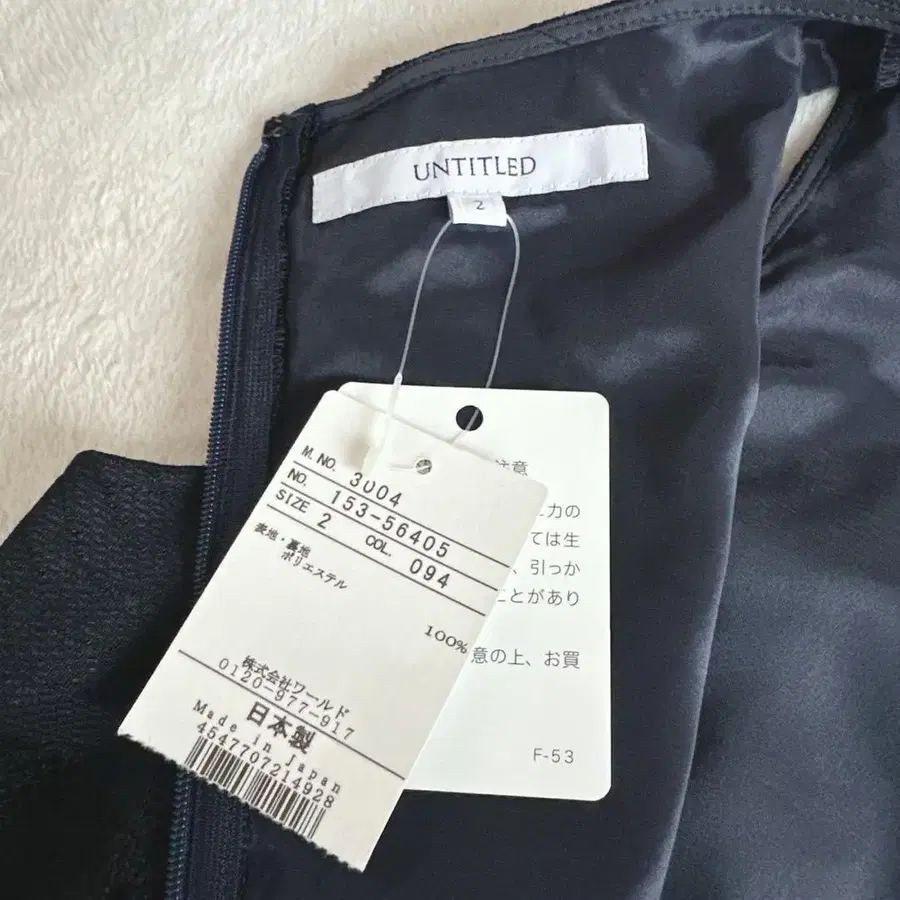 UNTITLED
2
M.NO. 3004
NO. 153-56405
SIZE 2 COL. 094
表地・裏地
ポリエステル
100%
株式会社ワールド
0120-977-917
日本製
Made in Japan
4547707214928
注意
力の
ては生
、引っか
ことがあり
意の上、お買
F-53